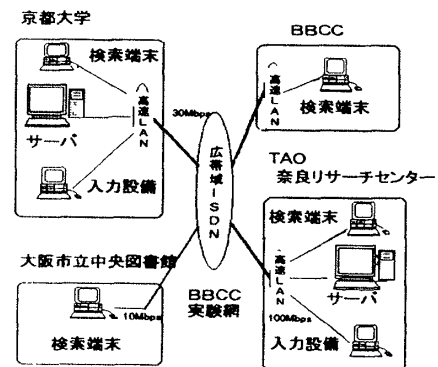 京都大学
検索端末
高速LAN
サーバ
入力設備
30Mbps
広帯域ISDN
BBCC
高速LAN
検索端末
TAO
奈良リサーチセンター
検索端末
高速LAN
サーバ
100Mbps
入力設備
大阪市立中央図書館
10Mbps
検索端末
BBCC
実験網